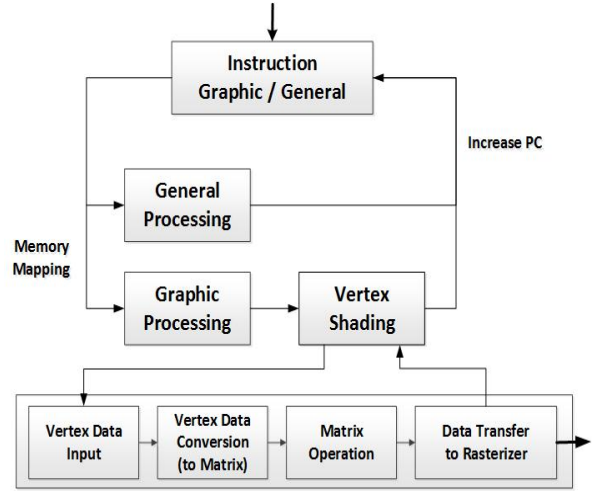 Instruction
Graphic / General
Increase PC
General
Processing
Memory
Mapping
Graphic
Processing
Vertex
Shading
Vertex Data
Input
Vertex Data
Conversion
(to Matrix)
Matrix
Operation
Data Transfer
to Rasterizer